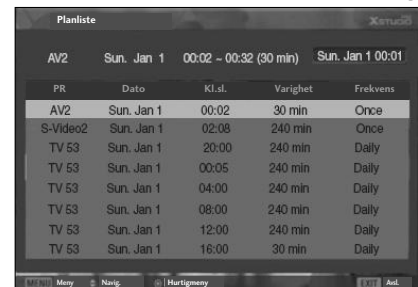 Planliste XSTUDIO
AV2 Sun. Jan 1 00:02 ~ 00:32 (30 min) Sun. Jan 1 00:01
PR Dato Kl.sl. Varighet Frekvens
AV2 Sun. Jan 1 00:02 30 min Once
S-Video2 Sun. Jan 1 02:08 240 min Once
TV 53 Sun. Jan 1 20:00 240 min Daily
TV 53 Sun. Jan 1 00:05 240 min Daily
TV 53 Sun. Jan 1 04:00 240 min Daily
TV 53 Sun. Jan 1 08:00 240 min Daily
TV 53 Sun. Jan 1 12:00 240 min Daily
TV 53 Sun. Jan 1 16:00 30 min Daily
MENU Meny Navig. Hurtigmeny EXIT Avsl.